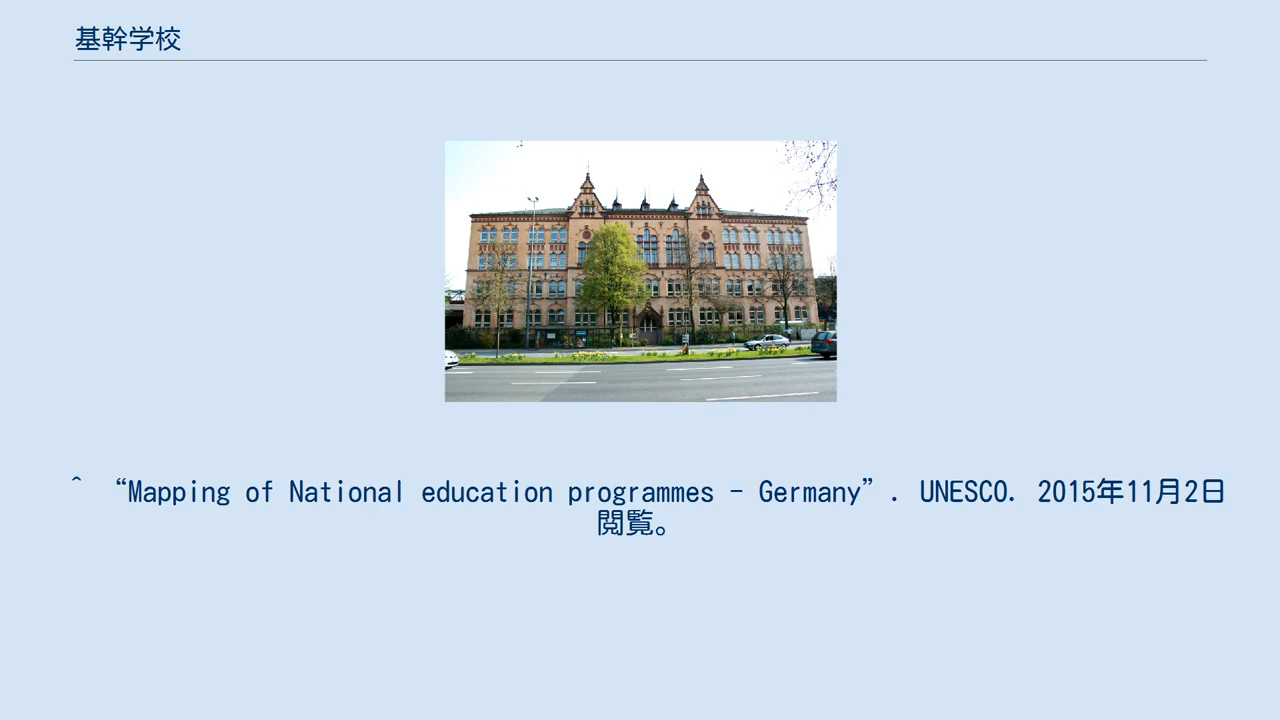 基幹学校
^ “Mapping of National education programmes - Germany”. UNESCO. 2015年11月2日
閲覧。